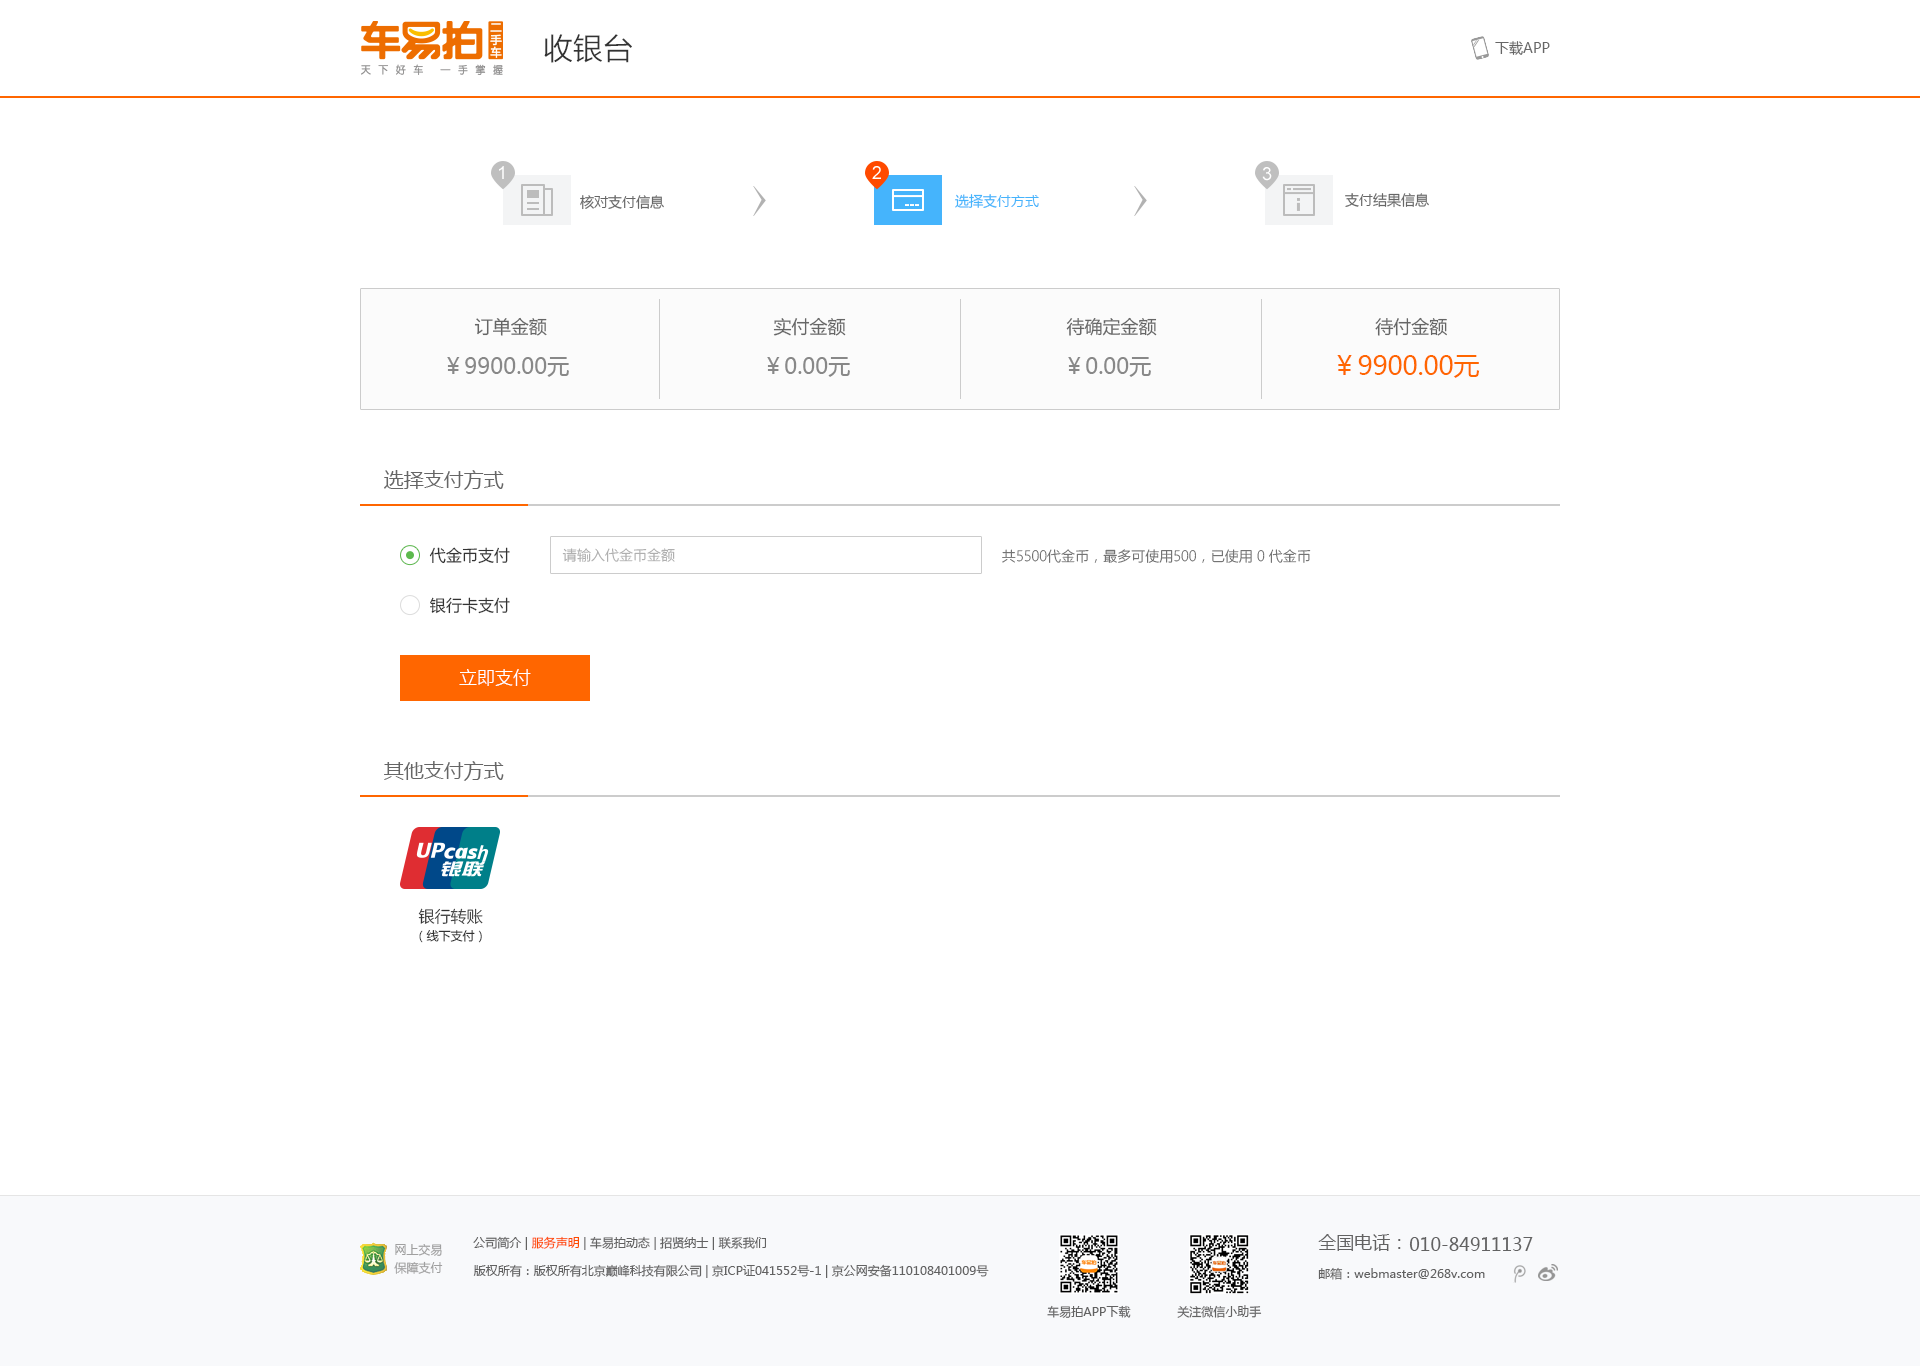 车易拍 二手车
天下好车 一手掌握
收银台
下载APP
1
核对支付信息
2
选择支付方式
3
支付结果信息
订单金额
¥ 9900.00元
实付金额
¥ 0.00元
待确定金额
¥ 0.00元
待付金额
¥ 9900.00元
选择支付方式
代金币支付
请输入代金币金额
共5500代金币，最多可使用500，已使用 0 代金币
银行卡支付
立即支付
其他支付方式
UPcash
银联
银行转账
（线下支付）
网上交易
保障支付
公司简介 | 服务声明 | 车易拍动态 | 招贤纳士 | 联系我们
版权所有：版权所有北京巅峰科技有限公司 | 京ICP证041552号-1 | 京公网安备110108401009号
车易拍
车易拍APP下载
车易拍
关注微信小助手
全国电话：010-84911137
邮箱：webmaster@268v.com